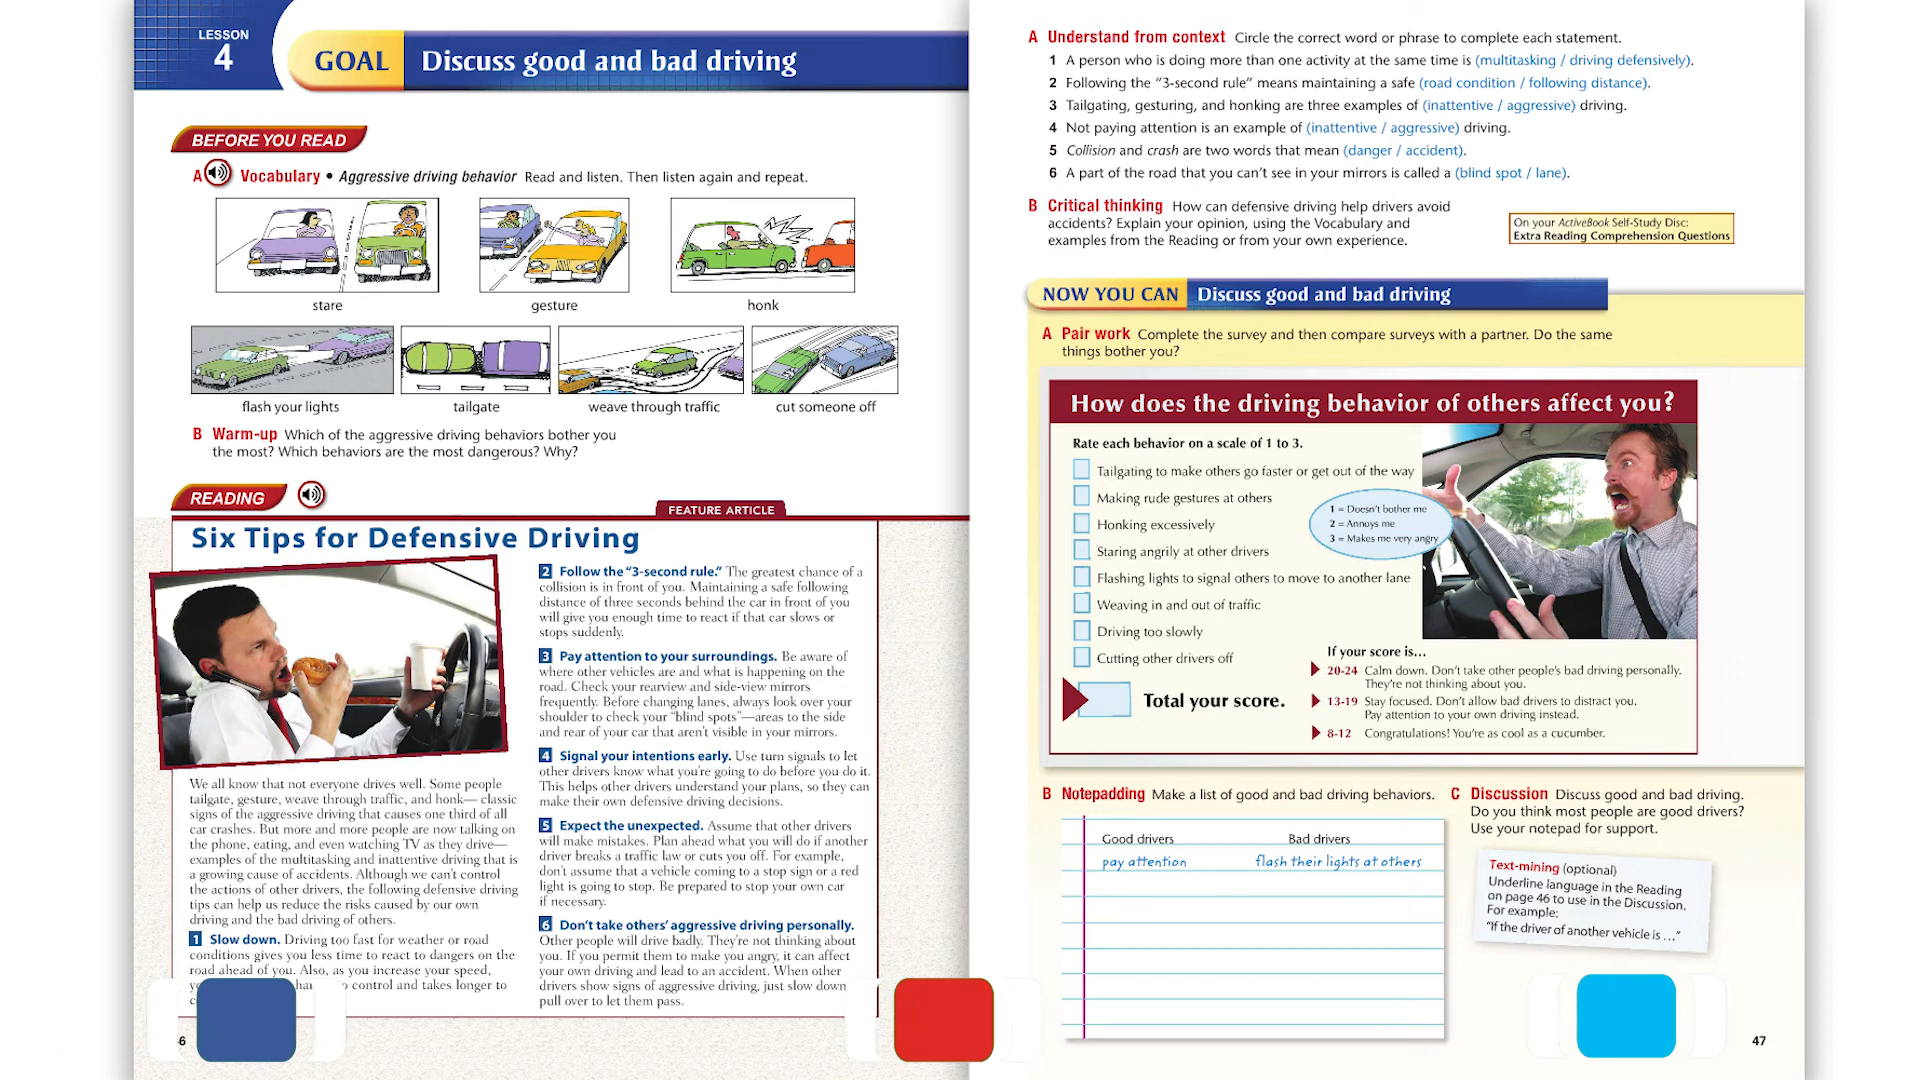 LESSON
4
GOAL Discuss good and bad driving
BEFORE YOU READ
A Vocabulary • Aggressive driving behavior Read and listen. Then listen again and repeat.
stare
gesture
honk
flash your lights
tailgate
weave through traffic
cut someone off
B Warm-up Which of the aggressive driving behaviors bother you
the most? Which behaviors are the most dangerous? Why?
READING
FEATURE ARTICLE
Six Tips for Defensive Driving
We all know that not everyone drives well. Some people
tailgate, gesture, weave through traffic, and honk— classic
signs of the aggressive driving that causes one third of all
car crashes. But more and more people are now talking on
the phone, eating, and even watching TV as they drive—
examples of the multitasking and inattentive driving that is
a growing cause of accidents. Although we can't control
the actions of other drivers, the following defensive driving
tips can help us reduce the risks caused by our own
driving and the bad driving of others.
1 Slow down. Driving too fast for weather or road
conditions gives you less time to react to dangers on the
road ahead of you. Also, as you increase your speed,
control and takes longer to
2 Follow the “3-second rule.” The greatest chance of a
collision is in front of you. Maintaining a safe following
distance of three seconds behind the car in front of you
will give you enough time to react if that car slows or
stops suddenly.
3 Pay attention to your surroundings. Be aware of
where other vehicles are and what is happening on the
road. Check your rearview and side-view mirrors
frequently. Before changing lanes, always look over your
shoulder to check your “blind spots”—areas to the side
and rear of your car that aren't visible in your mirrors.
4 Signal your intentions early. Use turn signals to let
other drivers know what you're going to do before you do it.
This helps other drivers understand your plans, so they can
make their own defensive driving decisions.
5 Expect the unexpected. Assume that other drivers
will make mistakes. Plan ahead what you will do if another
driver breaks a traffic law or cuts you off. For example,
don't assume that a vehicle coming to a stop sign or a red
light is going to stop. Be prepared to stop your own car
if necessary.
6 Don't take others' aggressive driving personally.
Other people will drive badly. They're not thinking about
you. If you permit them to make you angry, it can affect
your own driving and lead to an accident. When other
drivers show signs of aggressive driving, just slow down
pull over to let them pass.
6
A Understand from context Circle the correct word or phrase to complete each statement.
1 A person who is doing more than one activity at the same time is (multitasking / driving defensively).
2 Following the “3-second rule” means maintaining a safe (road condition / following distance).
3 Tailgating, gesturing, and honking are three examples of (inattentive / aggressive) driving.
4 Not paying attention is an example of (inattentive / aggressive) driving.
5 Collision and crash are two words that mean (danger / accident).
6 A part of the road that you can't see in your mirrors is called a (blind spot / lane).
B Critical thinking How can defensive driving help drivers avoid
accidents? Explain your opinion, using the Vocabulary and
examples from the Reading or from your own experience.
On your ActiveBook Self-Study Disc:
Extra Reading Comprehension Questions
NOW YOU CAN Discuss good and bad driving
A Pair work Complete the survey and then compare surveys with a partner. Do the same
things bother you?
How does the driving behavior of others affect you?
Rate each behavior on a scale of 1 to 3.
Tailgating to make others go faster or get out of the way
Making rude gestures at others
Honking excessively
Staring angrily at other drivers
Flashing lights to signal others to move to another lane
Weaving in and out of traffic
Driving too slowly
Cutting other drivers off
1 = Doesn't bother me
2 = Annoys me
3 = Makes me very angry
Total your score.
If your score is...
20-24 Calm down. Don't take other people's bad driving personally.
They're not thinking about you.
13-19 Stay focused. Don't allow bad drivers to distract you.
Pay attention to your own driving instead.
8-12 Congratulations! You're as cool as a cucumber.
B Notepadding Make a list of good and bad driving behaviors.
Good drivers Bad drivers
pay attention flash their lights at others
C Discussion Discuss good and bad driving.
Do you think most people are good drivers?
Use your notepad for support.
Text-mining (optional)
Underline language in the Reading
on page 46 to use in the Discussion.
For example:
“If the driver of another vehicle is ...”
47